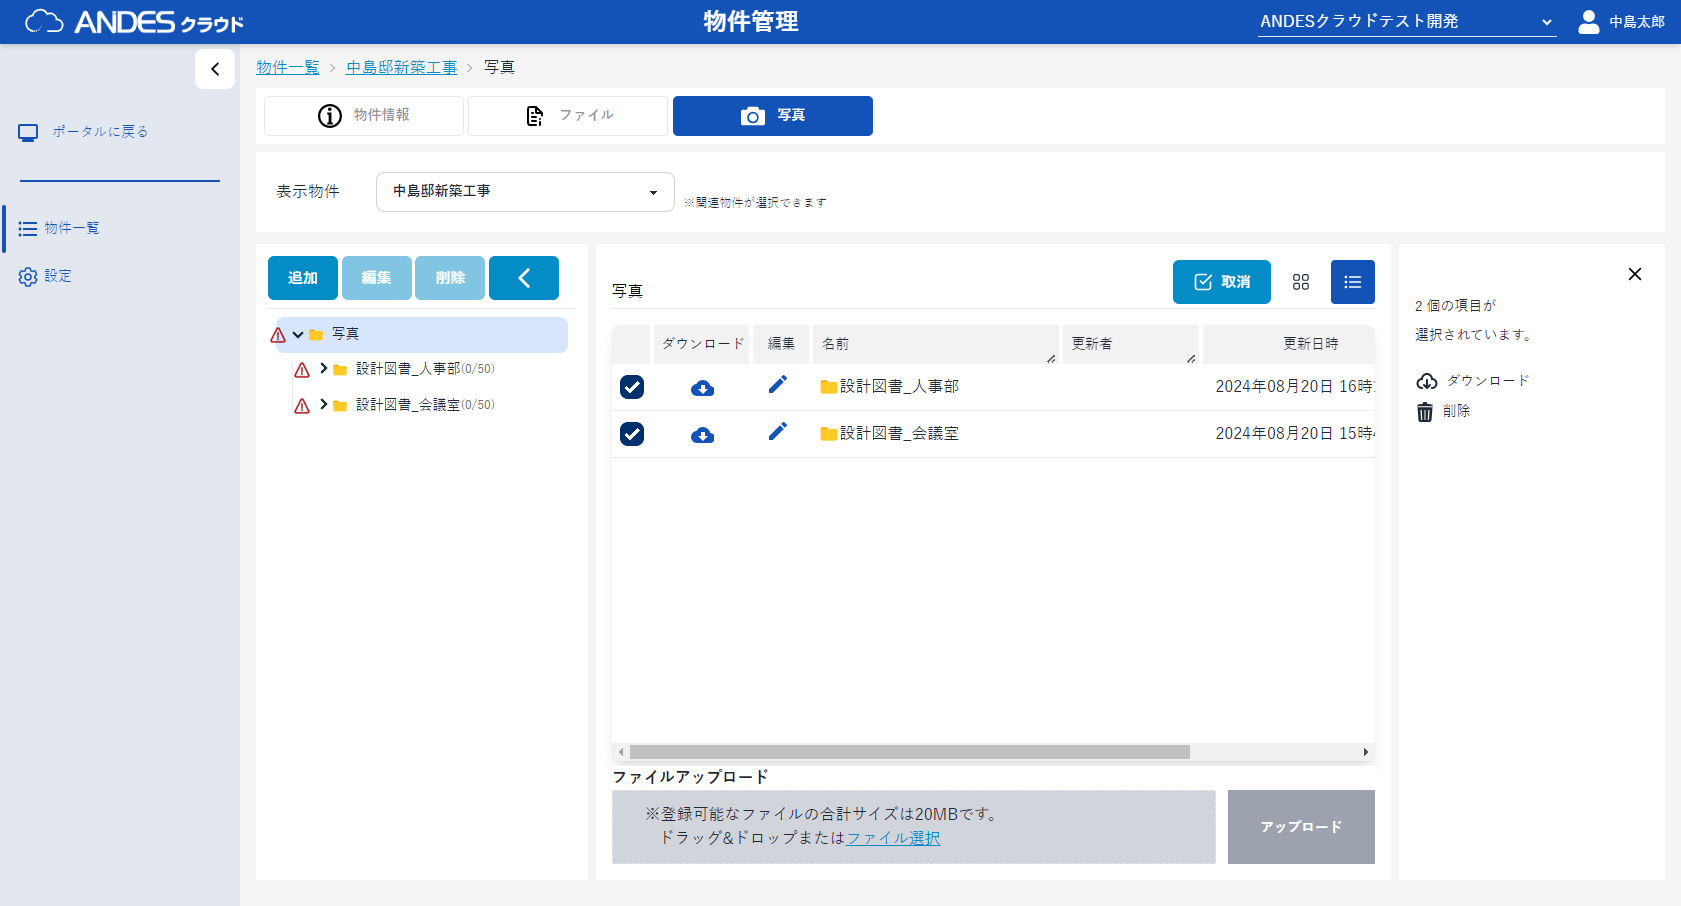 ANDES クラウド
物件管理
ANDESクラウドテスト開発
中島太郎
物件一覧 > 中島邸新築工事 > 写真
ポータルに戻る
物件一覧
設定
物件情報
ファイル
写真
表示物件
中島邸新築工事
※関連物件が選択できます
追加
編集
削除
写真
設計図書_人事部(0/50)
設計図書_会議室(0/50)
写真
取消
ダウンロード 編集 名前 更新者 更新日時
設計図書_人事部 2024年08月20日 16時
設計図書_会議室 2024年08月20日 15時
ファイルアップロード
※登録可能なファイルの合計サイズは20MBです。
ドラッグ&ドロップまたはファイル選択
アップロード
2 個の項目が
選択されています。
ダウンロード
削除